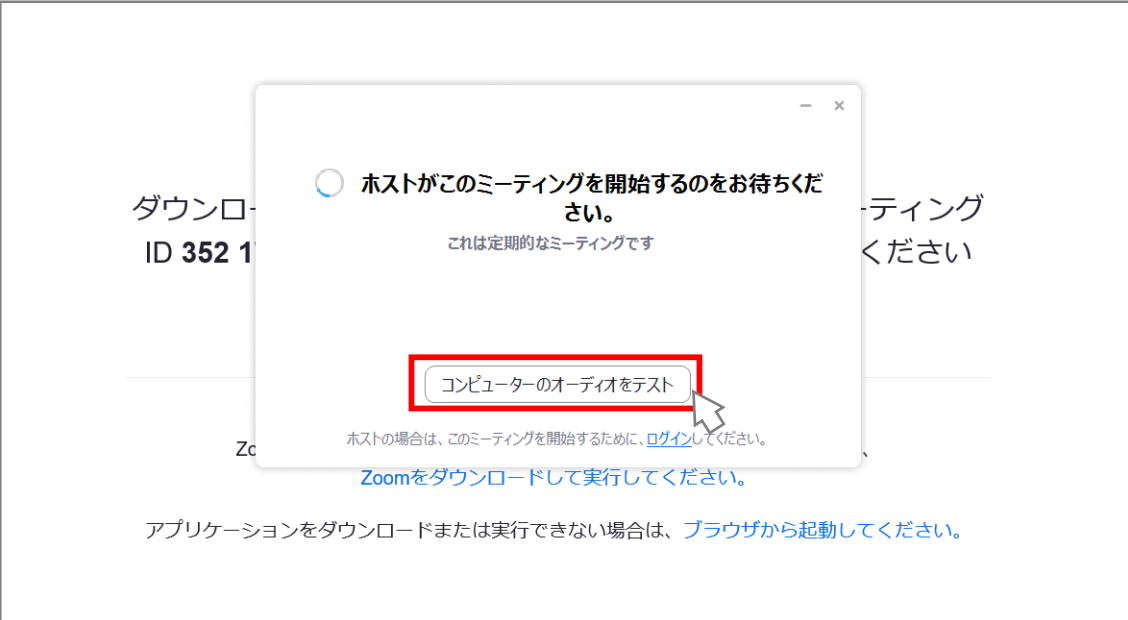 ホストがこのミーティングを開始するのをお待ちくだ
さい。
これは定期的なミーティングです
ダウンロー
ーティング
ID 352 1
ください
コンピューターのオーディオをテスト
ホストの場合は、このミーティングを開始するために、ログインしてください。
Zo
、
Zoomをダウンロードして実行してください。
アプリケーションをダウンロードまたは実行できない場合は、ブラウザから起動してください。